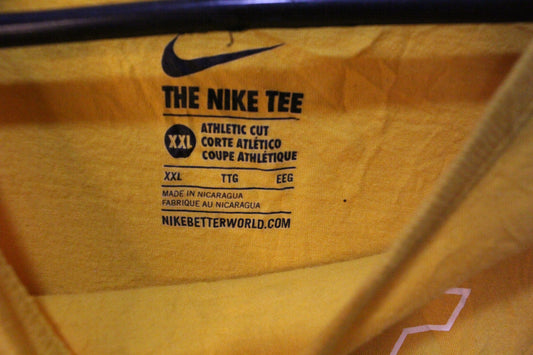 THE NIKE TEE
XXL
ATHLETIC CUT
CORTE ATLÉTICO
COUPE ATHLÉTIQUE
XXL TTG EEG
MADE IN NICARAGUA
FABRIQUE AU NICARAGUA
NIKEBETTERWORLD.COM